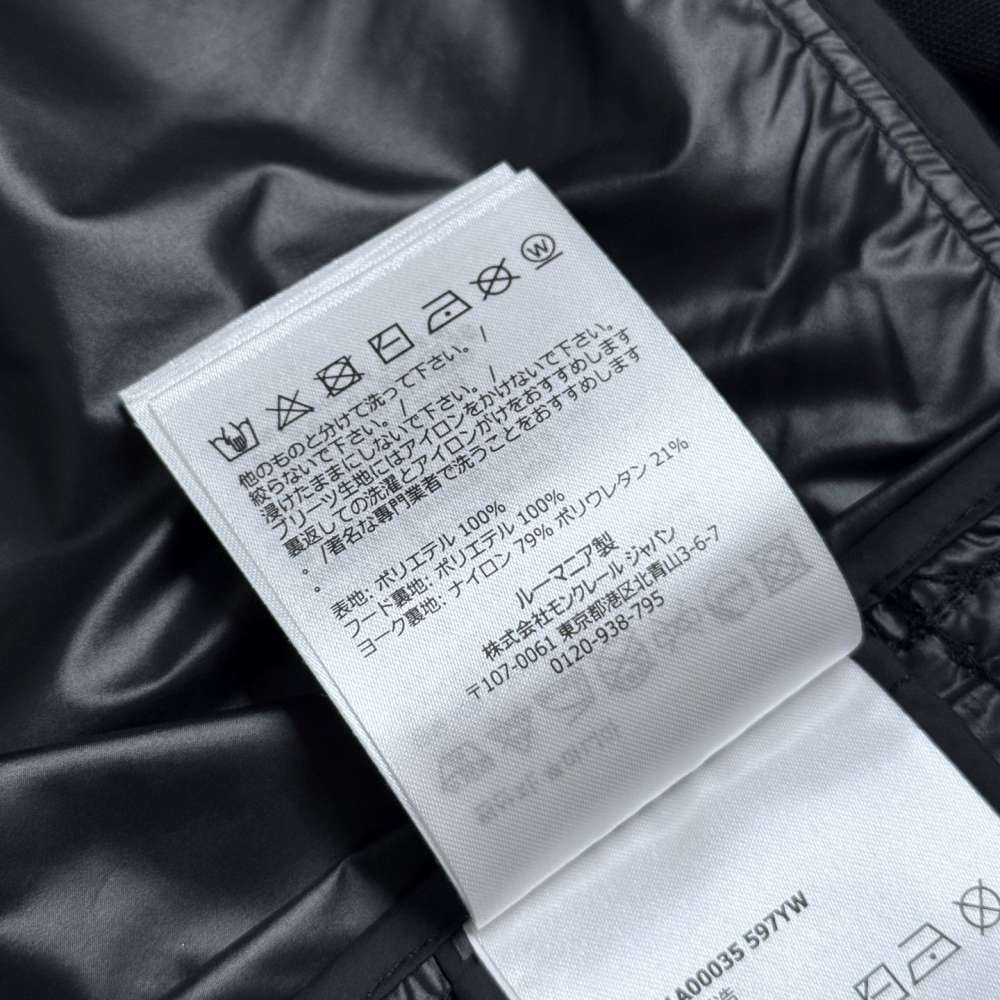 W
他のものと分けて洗って下さい。/
絞らないで下さい。/
浸けたままにしないで下さい。/
プリーツ生地にはアイロンをかけないで下さい。
裏返しての洗濯とアイロンがけをおすすめします
。/著名な専門業者で洗うことをおすすめします
。
表地: ポリエテル 100%
フード裏地: ポリエテル 100%
ヨーク裏地: ナイロン 79% ポリウレタン 21%
ルーマニア製
株式会社モンクレール ジャパン
〒107-0061 東京都港区北青山3-6-7
0120-938-795
1A00035 597YW